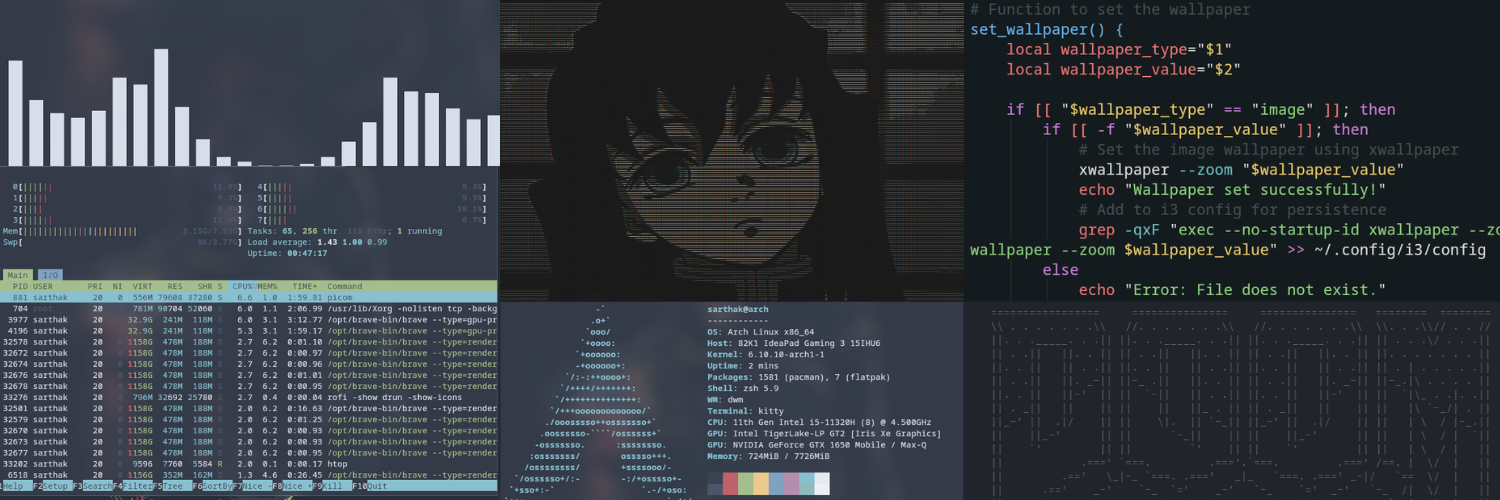 0[||||||  11.8%] 4[|||||  9.3%]
1[|||||  9.3%] 5[|||||  9.3%]
2[||||  ] 6[||||||  10.1%]
3[||||||  ] 7[||||  6.7%]
Mem[  2.15G/7.55G] Tasks: 65, 256 thr, 150 kthr; 1 running
Swp[  0K/3.77G] Load average: 1.43 1.00 0.99
Uptime: 00:47:17
Main I/O
PID USER PRI NI VIRT RES SHR S CPU% MEM% TIME+ Command
881 sarthak 20 0 556M 79608 37280 S 6.6 1.0 1:59.81 picom
704 root 20 0 781M 90704 52060 S 6.0 1.1 2:06.99 /usr/lib/Xorg -nolisten tcp -backg
3977 sarthak 20 0 32.9G 241M 118M S 6.0 3.1 1:59.17 /opt/brave-bin/brave --type=gpu-pr
4196 sarthak 20 0 32.9G 241M 118M S 5.3 3.1 1:59.17 /opt/brave-bin/brave --type=gpu-pr
32578 sarthak 20 0 1158G 478M 188M S 2.7 6.2 0:01.10 /opt/brave-bin/brave --type=render
32672 sarthak 20 0 1158G 478M 188M S 2.7 6.2 0:00.97 /opt/brave-bin/brave --type=render
32674 sarthak 20 0 1158G 478M 188M S 2.7 6.2 0:00.96 /opt/brave-bin/brave --type=render
32676 sarthak 20 0 1158G 478M 188M S 2.7 6.2 0:01.01 /opt/brave-bin/brave --type=render
32678 sarthak 20 0 1158G 478M 188M S 2.7 6.2 0:00.95 /opt/brave-bin/brave --type=render
33276 sarthak 20 0 796M 32692 25780 S 2.7 0.4 0:00.04 rofi -show drun -show-icons
32501 sarthak 20 0 1158G 478M 188M S 2.0 6.2 0:16.63 /opt/brave-bin/brave --type=render
32579 sarthak 20 0 1158G 478M 188M S 2.0 6.2 0:01.25 /opt/brave-bin/brave --type=render
32670 sarthak 20 0 1158G 478M 188M S 2.0 6.2 0:00.93 /opt/brave-bin/brave --type=render
32673 sarthak 20 0 1158G 478M 188M S 2.0 6.2 0:00.93 /opt/brave-bin/brave --type=render
32677 sarthak 20 0 1158G 478M 188M S 2.0 6.2 0:00.95 /opt/brave-bin/brave --type=render
33202 sarthak 20 0 9596 7760 5584 R 2.0 0.1 0:00.17 htop
6518 sarthak 20 0 1156G 352M 162M S 1.3 4.6 0:26.45 /opt/brave-bin/brave --type=render
Help F2Setup F3Search F4Filter F5Tree F6SortBy F7Nice - F8Nice + F9Kill F10Quit
sarthak@arch
------------
OS: Arch Linux x86_64
Host: 82K1 IdeaPad Gaming 3 15IHU6
Kernel: 6.10.10-arch1-1
Uptime: 2 mins
Packages: 1581 (pacman), 7 (flatpak)
Shell: zsh 5.9
WM: dwm
Terminal: kitty
CPU: 11th Gen Intel i5-11320H (8) @ 4.500GHz
GPU: Intel TigerLake-LP GT2 [Iris Xe Graphics]
GPU: NVIDIA GeForce GTX 1650 Mobile / Max-Q
Memory: 724MiB / 7726MiB
# Function to set the wallpaper
set_wallpaper() {
local wallpaper_type="$1"
local wallpaper_value="$2"
if [[ "$wallpaper_type" == "image" ]]; then
if [[ -f "$wallpaper_value" ]]; then
# Set the image wallpaper using xwallpaper
xwallpaper --zoom "$wallpaper_value"
echo "Wallpaper set successfully!"
# Add to i3 config for persistence
grep -qxF "exec --no-startup-id xwallpaper --zo
wallpaper --zoom $wallpaper_value" >> ~/.config/i3/config
else
echo "Error: File does not exist."